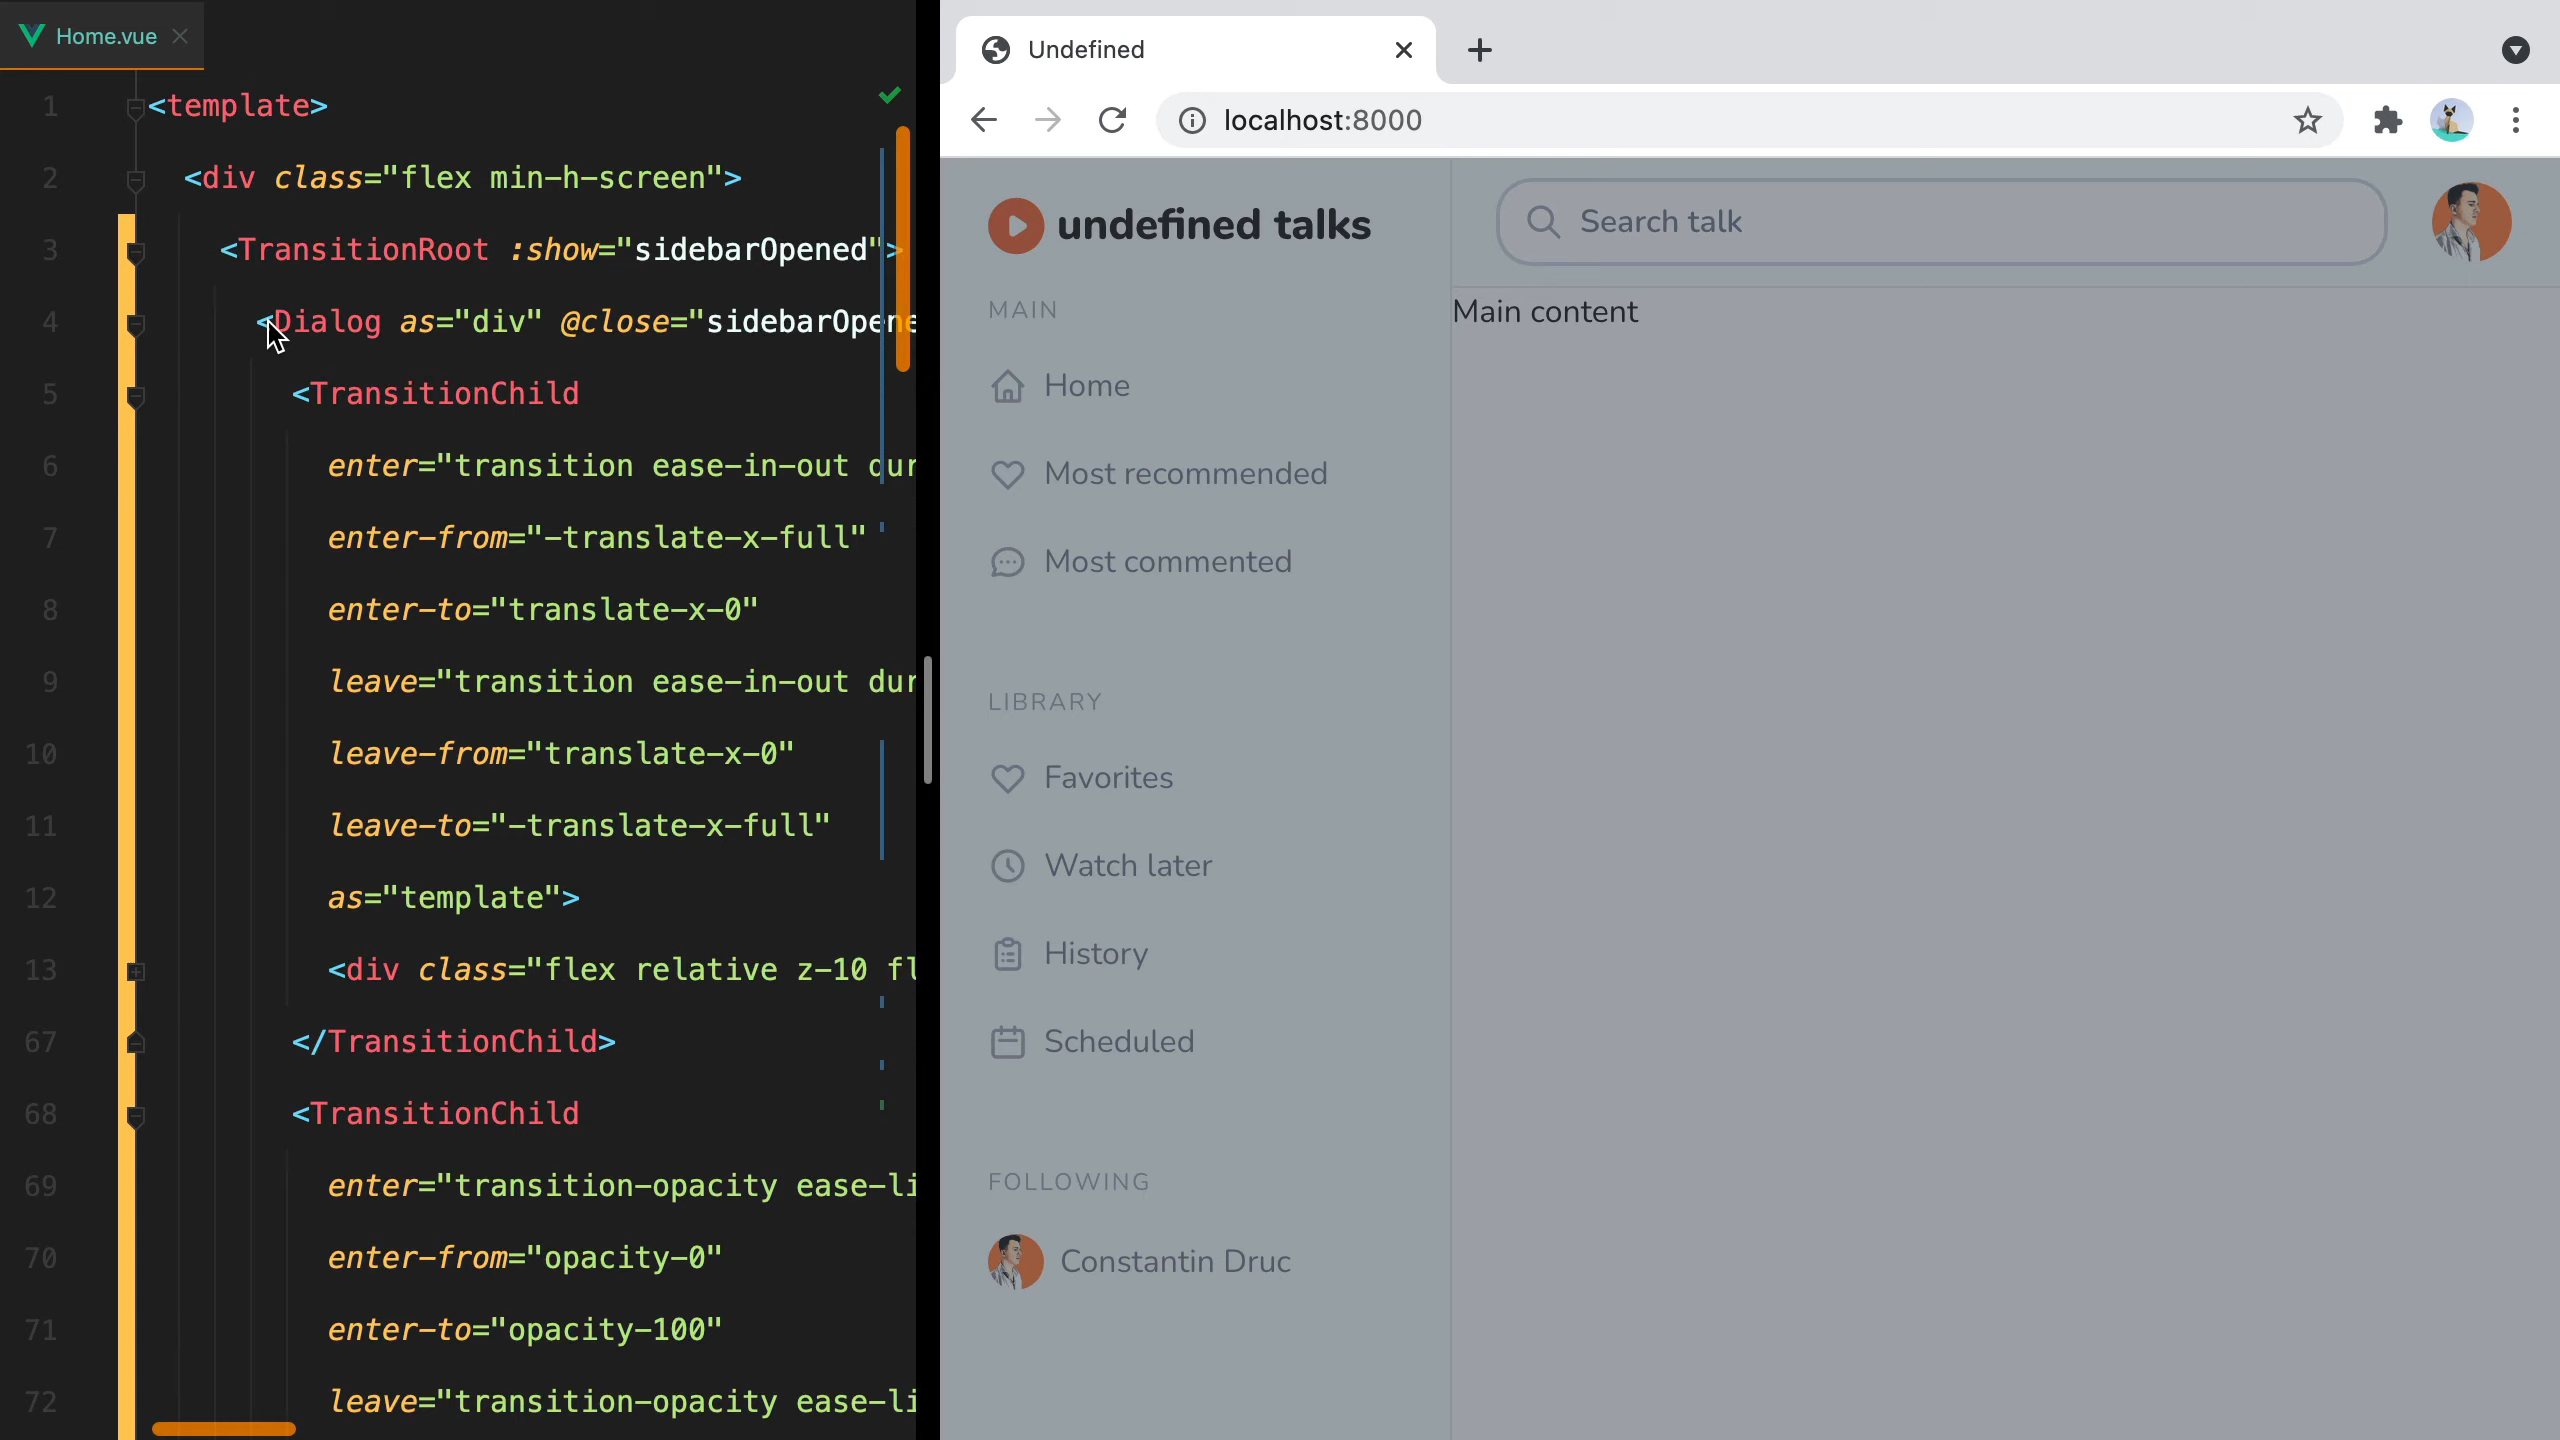 Home.vue
1 <template>
2 <div class="flex min-h-screen">
3 <TransitionRoot :show="sidebarOpened">
4 <Dialog as="div" @close="sidebarOpene
5 <TransitionChild
6 enter="transition ease-in-out dur
7 enter-from="-translate-x-full"
8 enter-to="translate-x-0"
9 leave="transition ease-in-out dur
10 leave-from="translate-x-0"
11 leave-to="-translate-x-full"
12 as="template">
13 <div class="flex relative z-10 fl
67 </TransitionChild>
68 <TransitionChild
69 enter="transition-opacity ease-li
70 enter-from="opacity-0"
71 enter-to="opacity-100"
72 leave="transition-opacity ease-li
Undefined
localhost:8000
undefined talks
Search talk
MAIN
Home
Most recommended
Most commented
LIBRARY
Favorites
Watch later
History
Scheduled
FOLLOWING
Constantin Druc
Main content